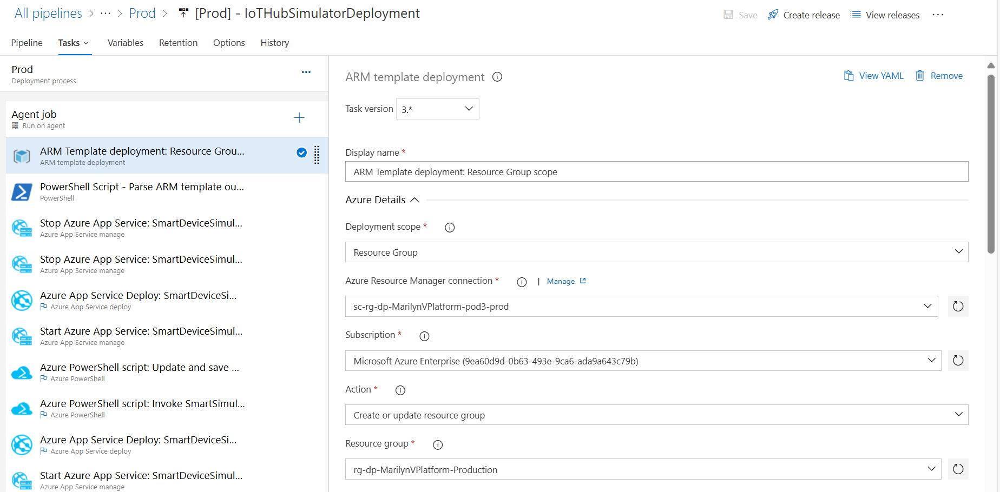 All pipelines > ··· > Prod > [Prod] - IoTHubSimulatorDeployment
Save Create release View releases ···
Pipeline Tasks Variables Retention Options History
Prod
Deployment process
Agent job
Run on agent
ARM Template deployment: Resource Grou...
ARM template deployment
PowerShell Script - Parse ARM template ou...
PowerShell
Stop Azure App Service: SmartDeviceSimul...
Azure App Service manage
Stop Azure App Service: SmartDeviceSimul...
Azure App Service manage
Azure App Service Deploy: SmartDeviceSi...
Azure App Service deploy
Start Azure App Service: SmartDeviceSimul...
Azure App Service manage
Azure PowerShell script: Update and save ...
Azure PowerShell
Azure PowerShell script: Invoke SmartSimul...
Azure PowerShell
Azure App Service Deploy: SmartDeviceSi...
Azure App Service deploy
Start Azure App Service: SmartDeviceSimul...
Azure App Service manage
ARM template deployment
View YAML Remove
Task version 3.*
Display name *
ARM Template deployment: Resource Group scope
Azure Details
Deployment scope *
Resource Group
Azure Resource Manager connection * | Manage
sc-rg-dp-MarilynVPlatform-pod3-prod
Subscription *
Microsoft Azure Enterprise (9ea60d9d-0b63-493e-9ca6-ada9a643c79b)
Action *
Create or update resource group
Resource group *
rg-dp-MarilynVPlatform-Production